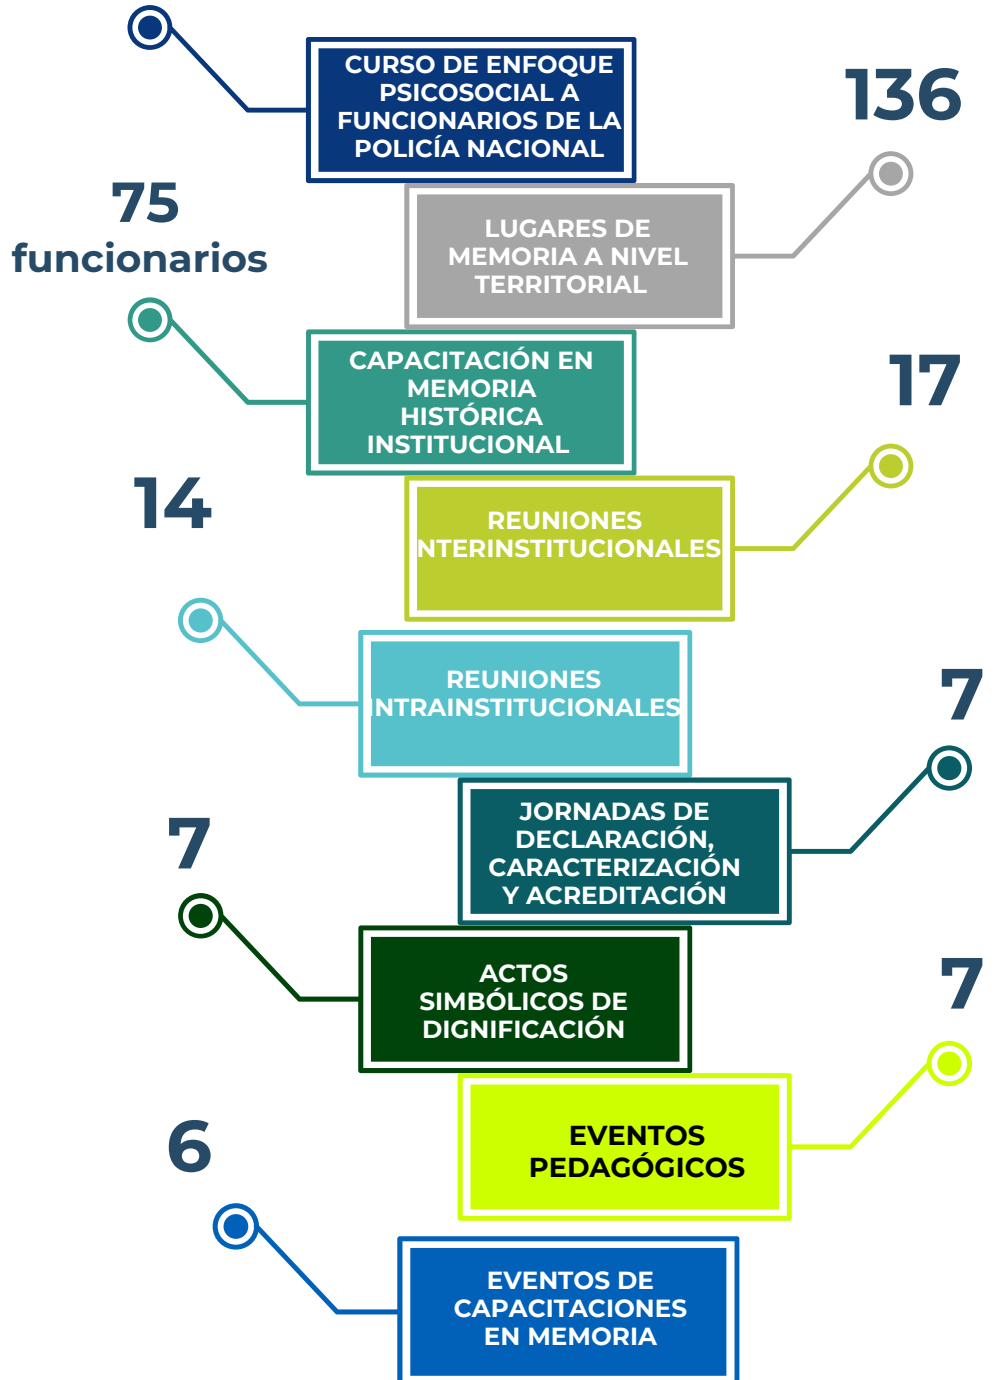 CURSO DE ENFOQUE
PSICOSOCIAL A
FUNCIONARIOS DE LA
POLICÍA NACIONAL
136
LUGARES DE
MEMORIA A NIVEL
TERRITORIAL
75
funcionarios
CAPACITACIÓN EN
MEMORIA
HISTÓRICA
INSTITUCIONAL
17
REUNIONES
INTERINSTITUCIONALES
14
REUNIONES
INTRAINSTITUCIONALES
7
JORNADAS DE
DECLARACIÓN,
CARACTERIZACIÓN
Y ACREDITACIÓN
7
ACTOS
SIMBÓLICOS DE
DIGNIFICACIÓN
7
EVENTOS
PEDAGÓGICOS
6
EVENTOS DE
CAPACITACIONES
EN MEMORIA